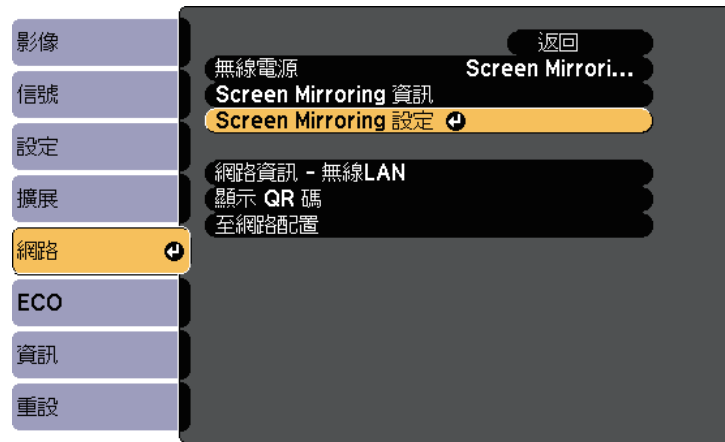 影像
信號
設定
擴展
網路
ECO
資訊
重設
返回
無線電源 Screen Mirrori...
Screen Mirroring 資訊
Screen Mirroring 設定
網路資訊 - 無線LAN
顯示 QR 碼
至網路配置